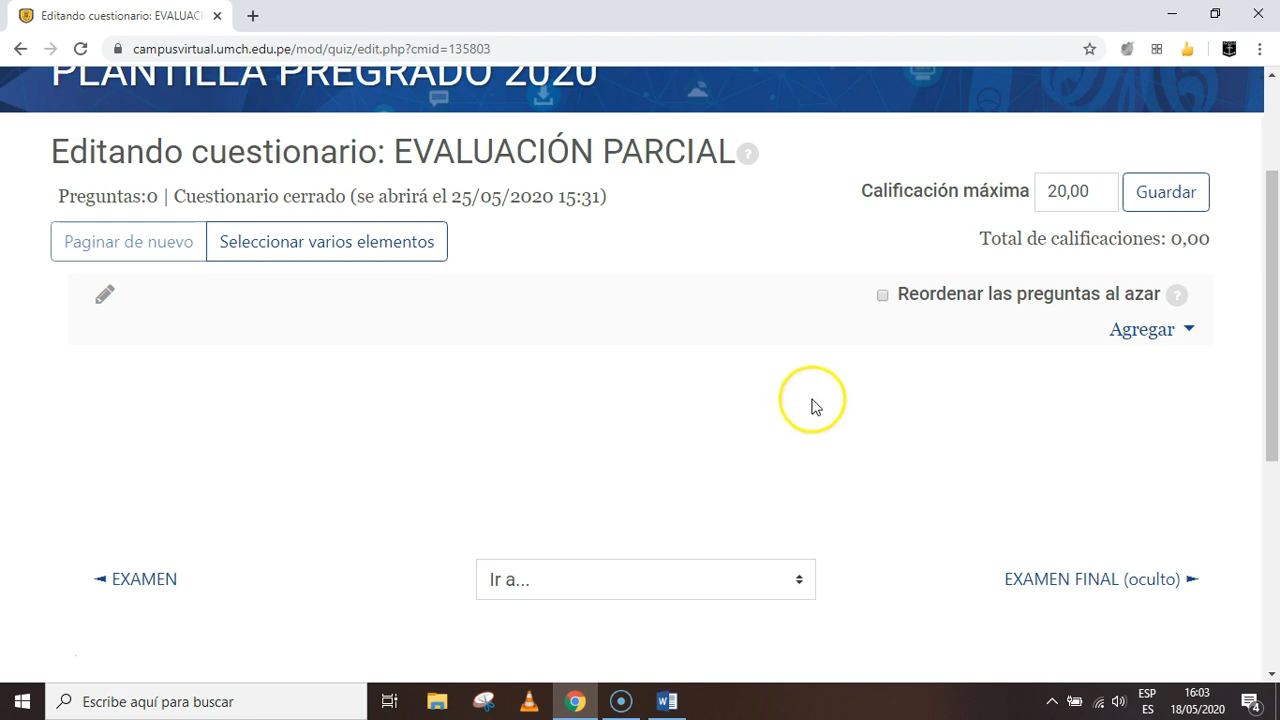 Editando cuestionario: EVALUACI
campusvirtual.umch.edu.pe/mod/quiz/edit.php?cmid=135803
PLANTILLA PREGRADO 2020
Editando cuestionario: EVALUACIÓN PARCIAL ?
Preguntas:0 | Cuestionario cerrado (se abrirá el 25/05/2020 15:31)
Calificación máxima 20,00 Guardar
Paginar de nuevo Seleccionar varios elementos
Total de calificaciones: 0,00
Reordenar las preguntas al azar ?
Agregar
◄ EXAMEN
Ir a...
EXAMEN FINAL (oculto) ►
Escribe aquí para buscar
ESP
ES
16:03
18/05/2020
4